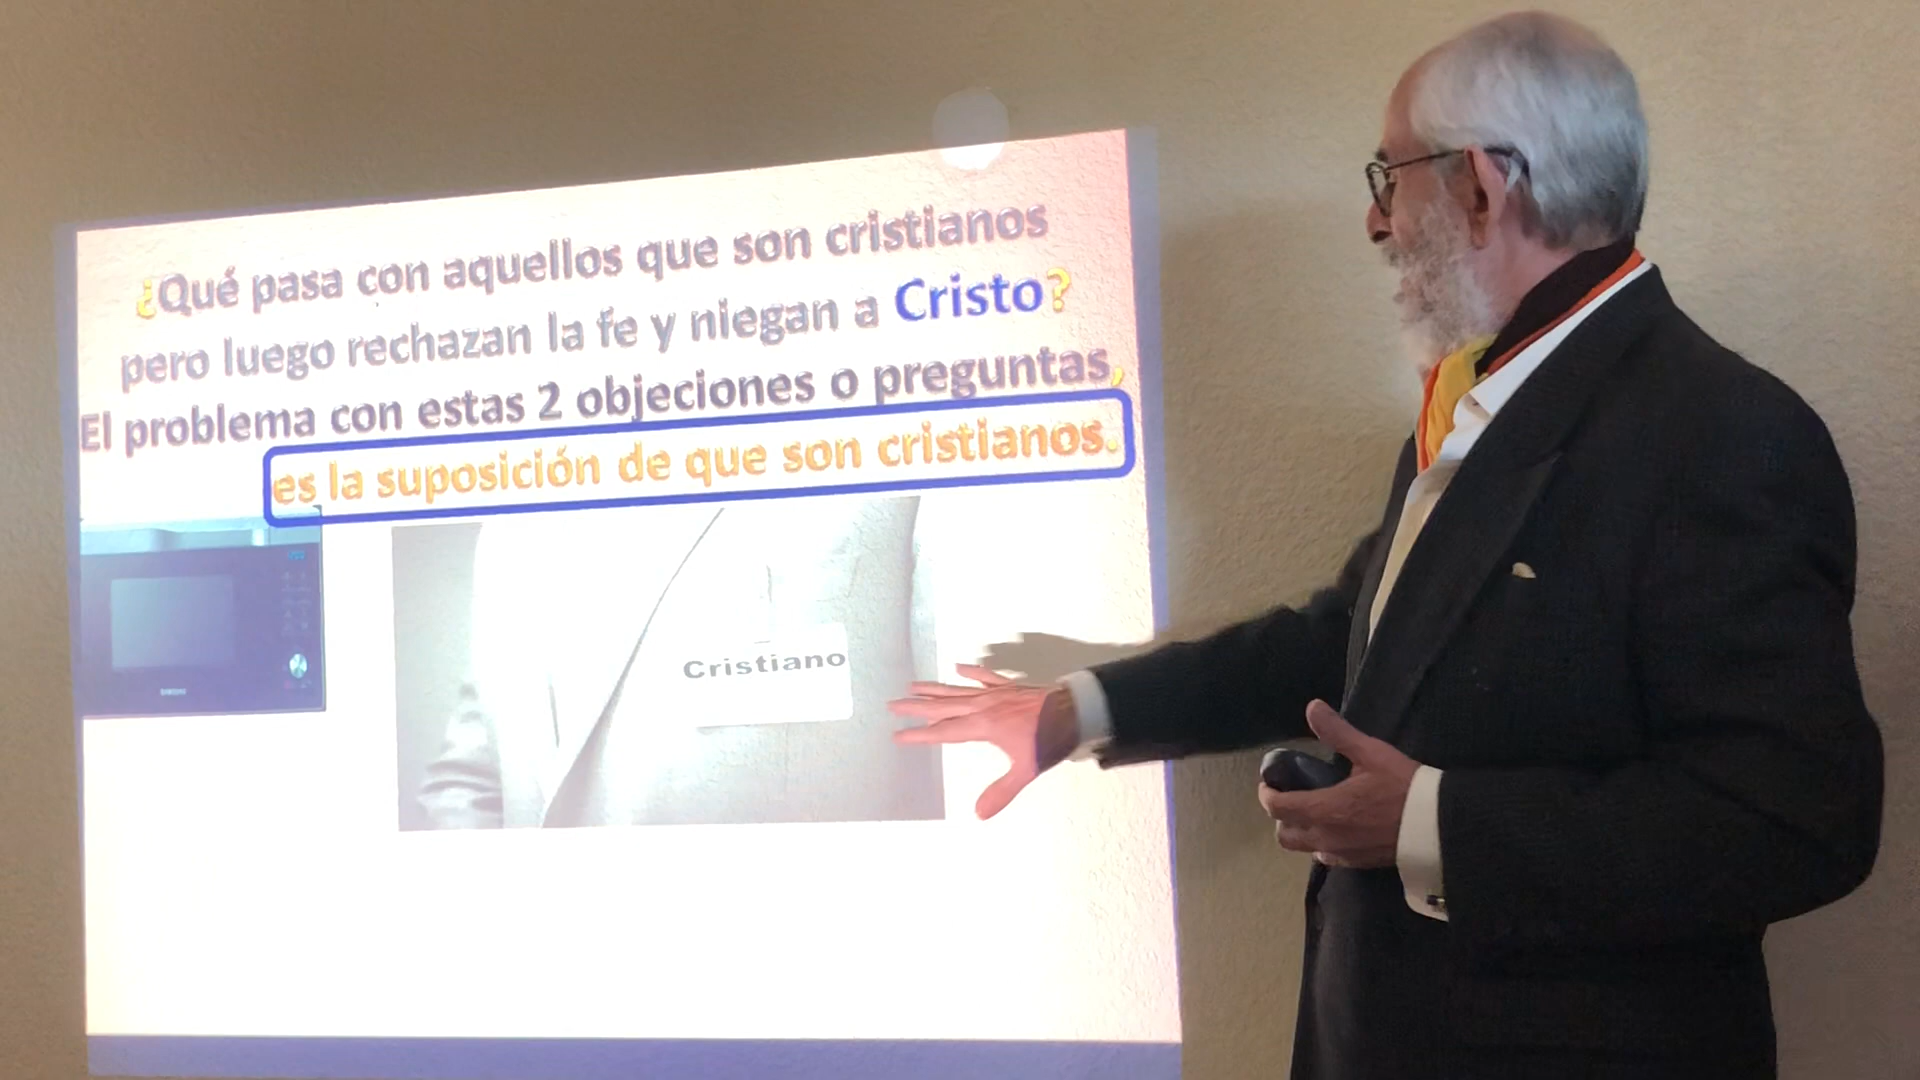 ¿Qué pasa con aquellos que son cristianos
pero luego rechazan la fe y niegan a Cristo?
El problema con estas 2 objeciones o preguntas,
es la suposición de que son cristianos.
Cristiano
SAMSUNG